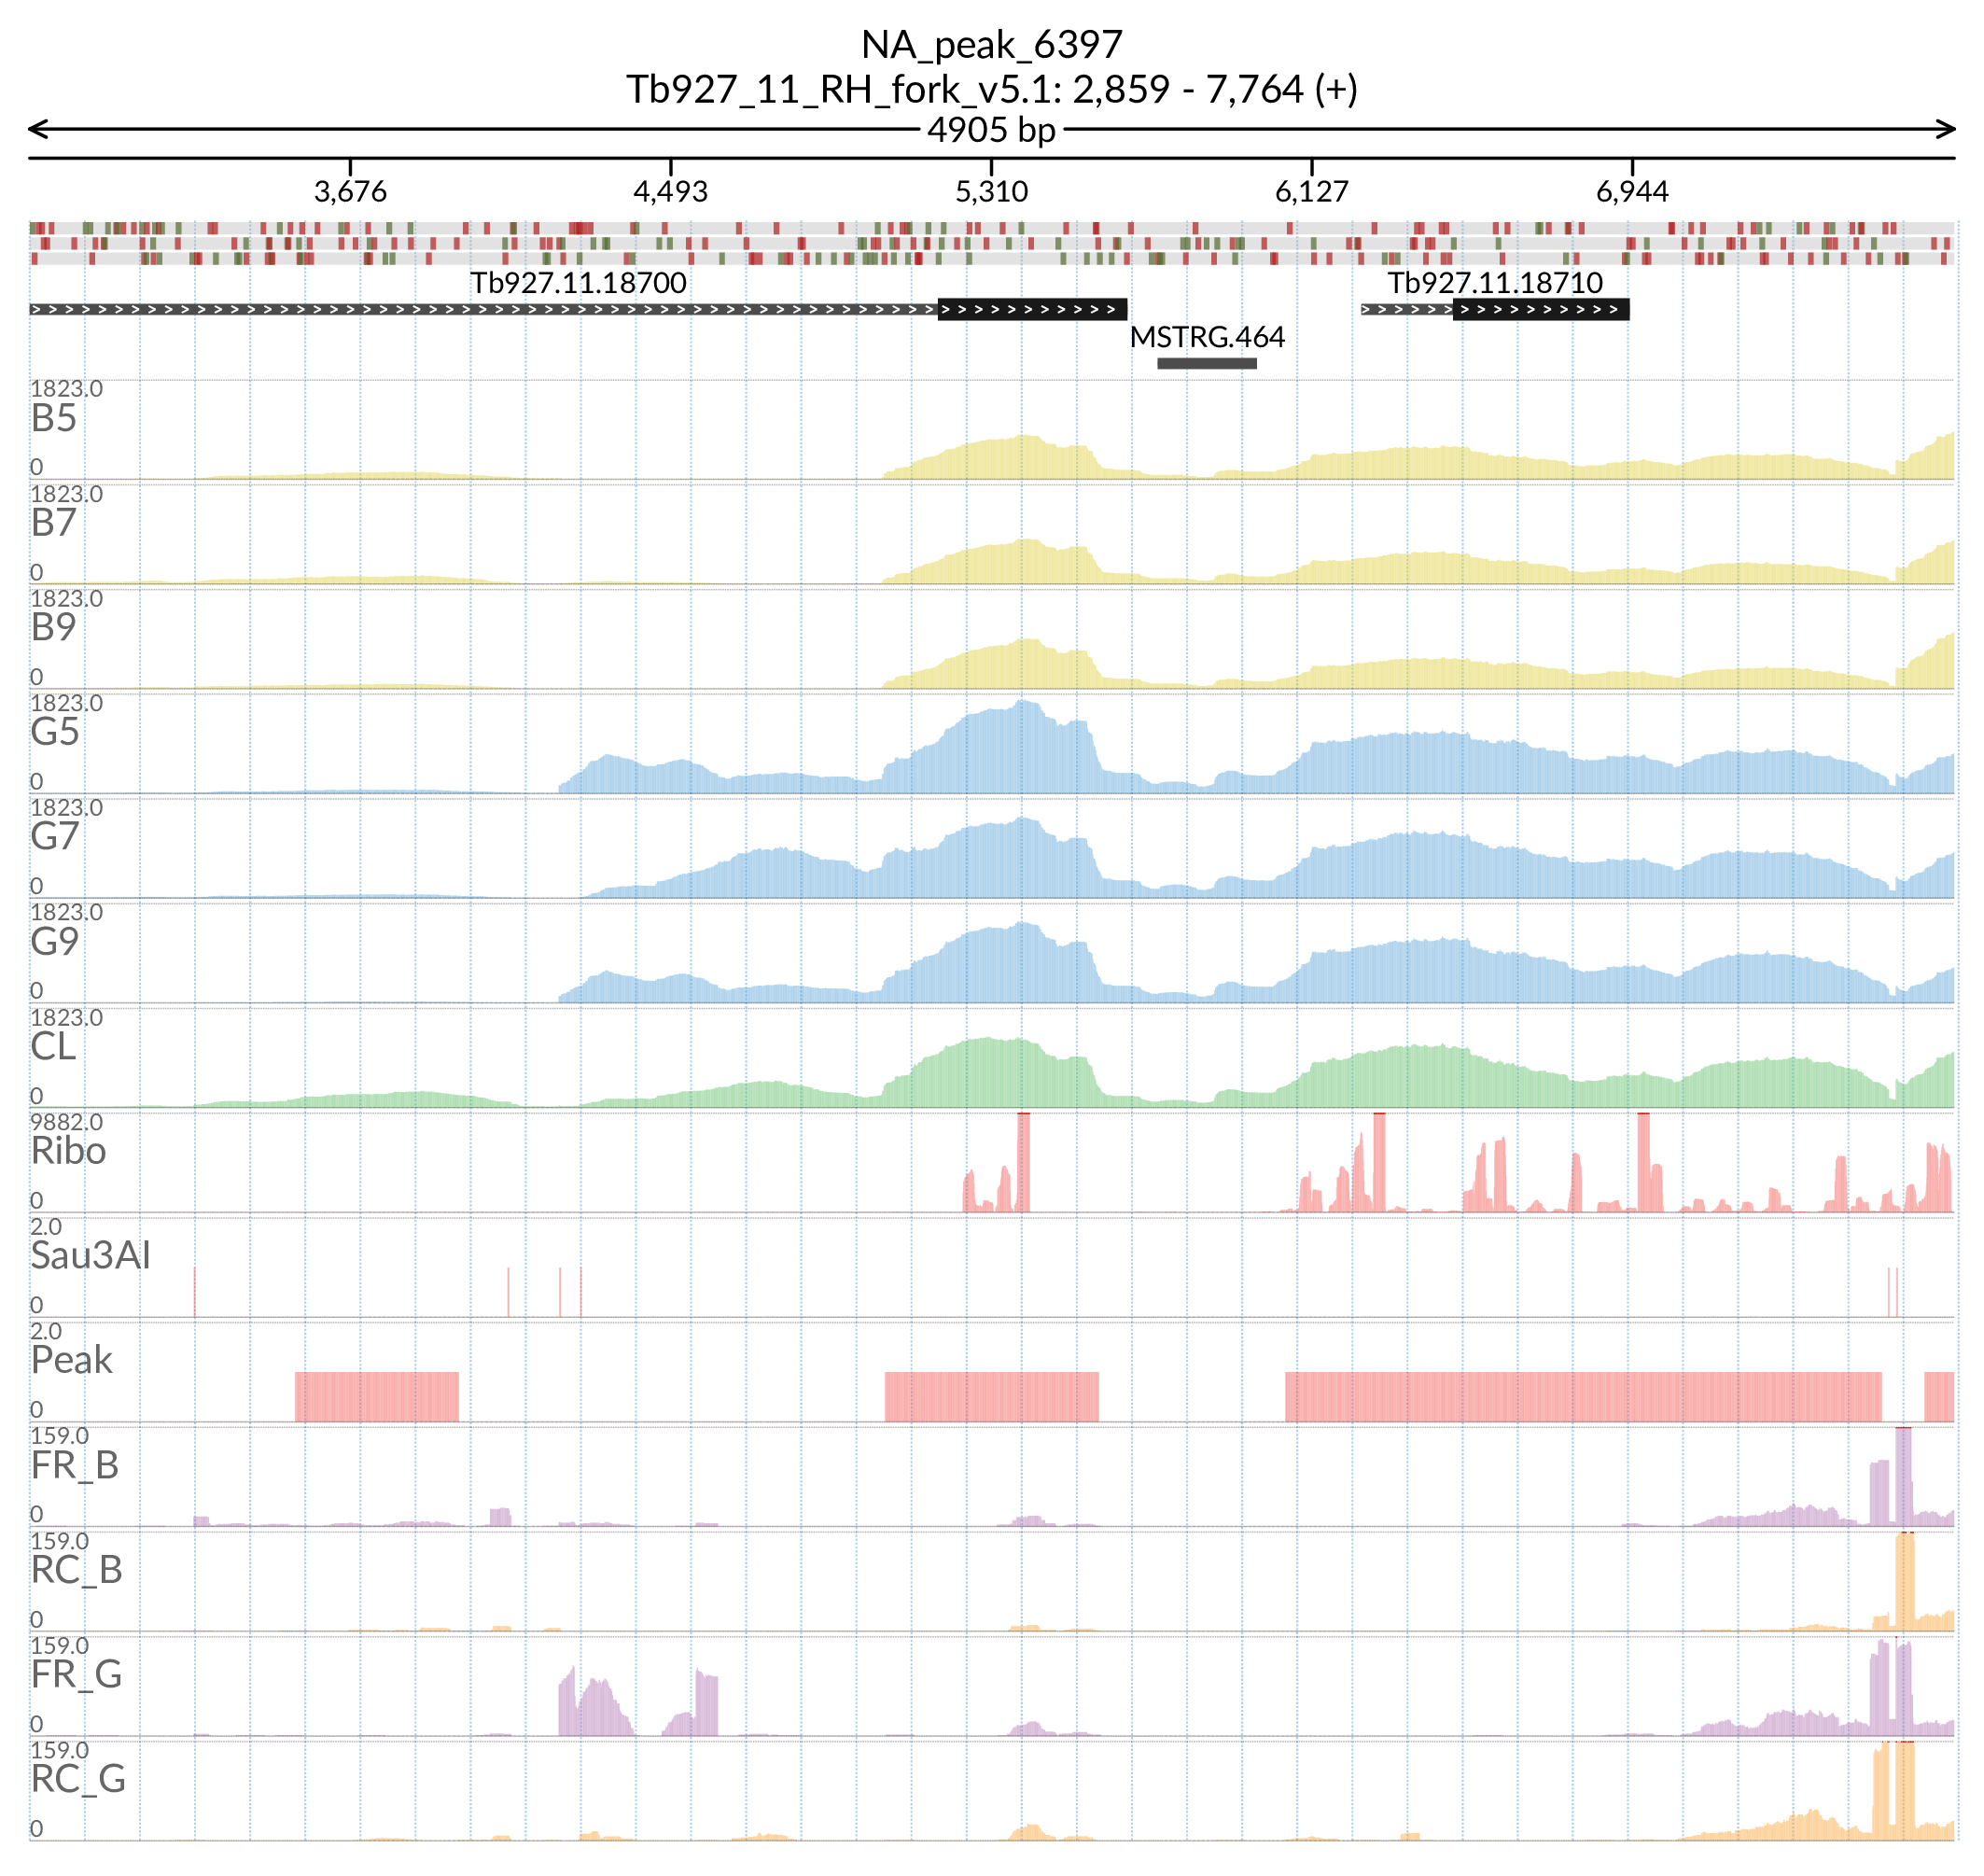 NA_peak_6397
Tb927_11_RH_fork_v5.1: 2,859 - 7,764 (+)
4905 bp
3,676 4,493 5,310 6,127 6,944
Tb927.11.18700 Tb927.11.18710
MSTRG.464
1823.0
B5
0
1823.0
B7
0
1823.0
B9
0
1823.0
G5
0
1823.0
G7
0
1823.0
G9
0
1823.0
CL
0
9882.0
Ribo
0
2.0
Sau3AI
0
2.0
Peak
0
159.0
FR_B
0
159.0
RC_B
0
159.0
FR_G
0
159.0
RC_G
0